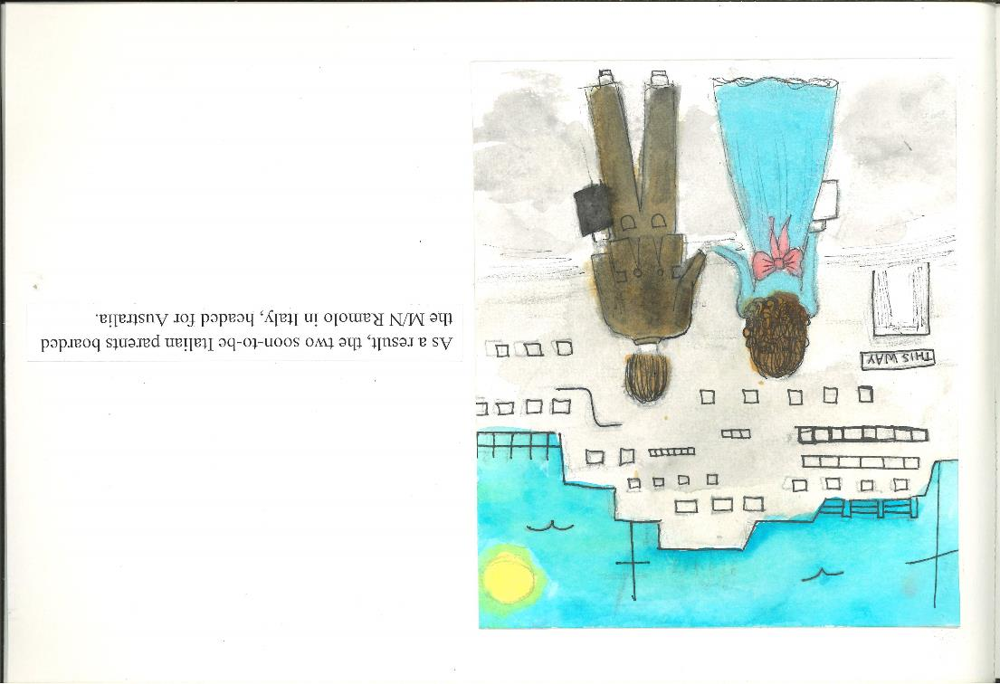 As a result, the two soon-to-be Italian parents boarded
the M/N Ramolo in Italy, headed for Australia.
THIS WAY